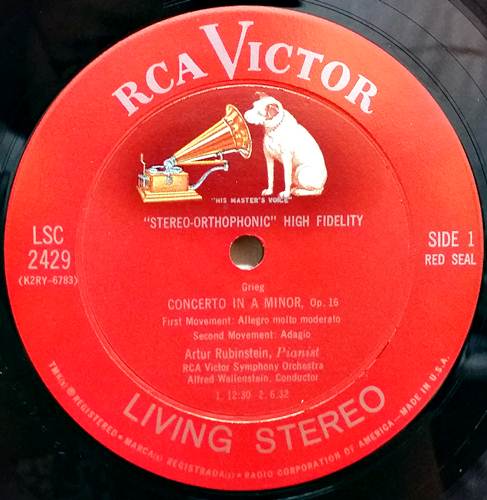 RCA VICTOR
"HIS MASTER'S VOICE"
"STEREO-ORTHOPHONIC" HIGH FIDELITY
LSC
2429
(K2RY-6783)
SIDE 1
RED SEAL
Grieg
CONCERTO IN A MINOR, Op. 16
First Movement: Allegro molto moderato
Second Movement: Adagio
Artur Rubinstein, Pianist
RCA Victor Symphony Orchestra
Alfred Wallenstein, Conductor
1. 12:30 2. 6.32
LIVING STEREO
TMK(s) ® REGISTERED • MARCA(s) REGISTRADA(s) • RADIO CORPORATION OF AMERICA — MADE IN U.S.A.